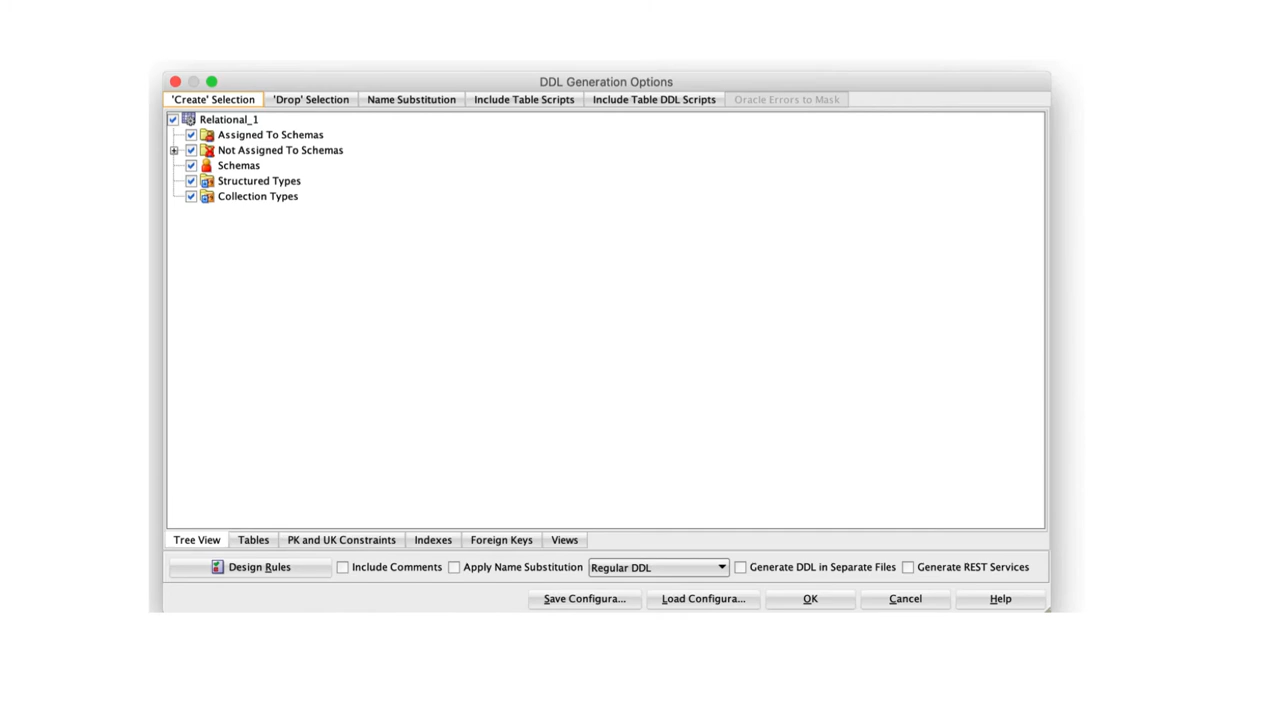 DDL Generation Options
'Create' Selection 'Drop' Selection Name Substitution Include Table Scripts Include Table DDL Scripts Oracle Errors to Mask
Relational_1
Assigned To Schemas
Not Assigned To Schemas
Schemas
Structured Types
Collection Types
Tree View Tables PK and UK Constraints Indexes Foreign Keys Views
Design Rules Include Comments Apply Name Substitution Regular DDL Generate DDL in Separate Files Generate REST Services
Save Configura... Load Configura... OK Cancel Help